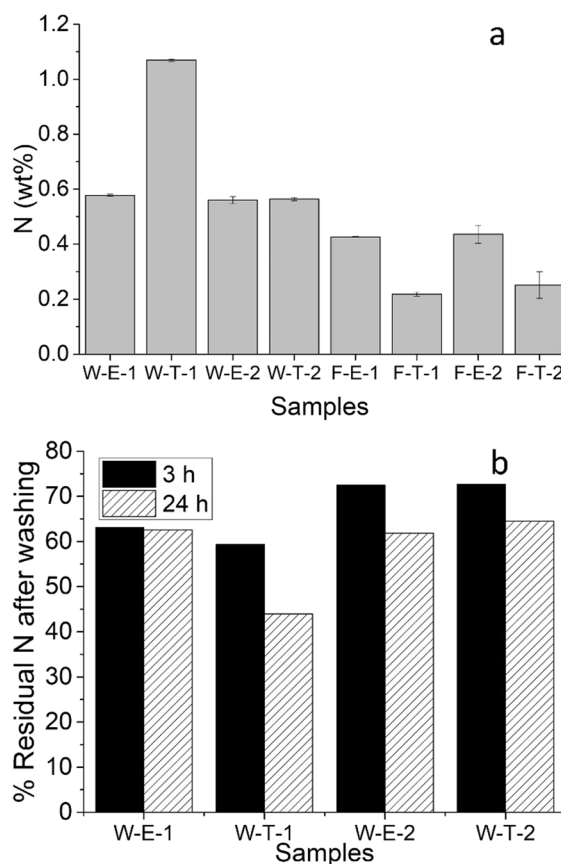 a
N (wt%)
1.2
1.0
0.8
0.6
0.4
0.2
0.0
W-E-1 W-T-1 W-E-2 W-T-2 F-E-1 F-T-1 F-E-2 F-T-2
Samples
b
% Residual N after washing
80
70
60
50
40
30
20
10
0
3 h
24 h
W-E-1 W-T-1 W-E-2 W-T-2
Samples